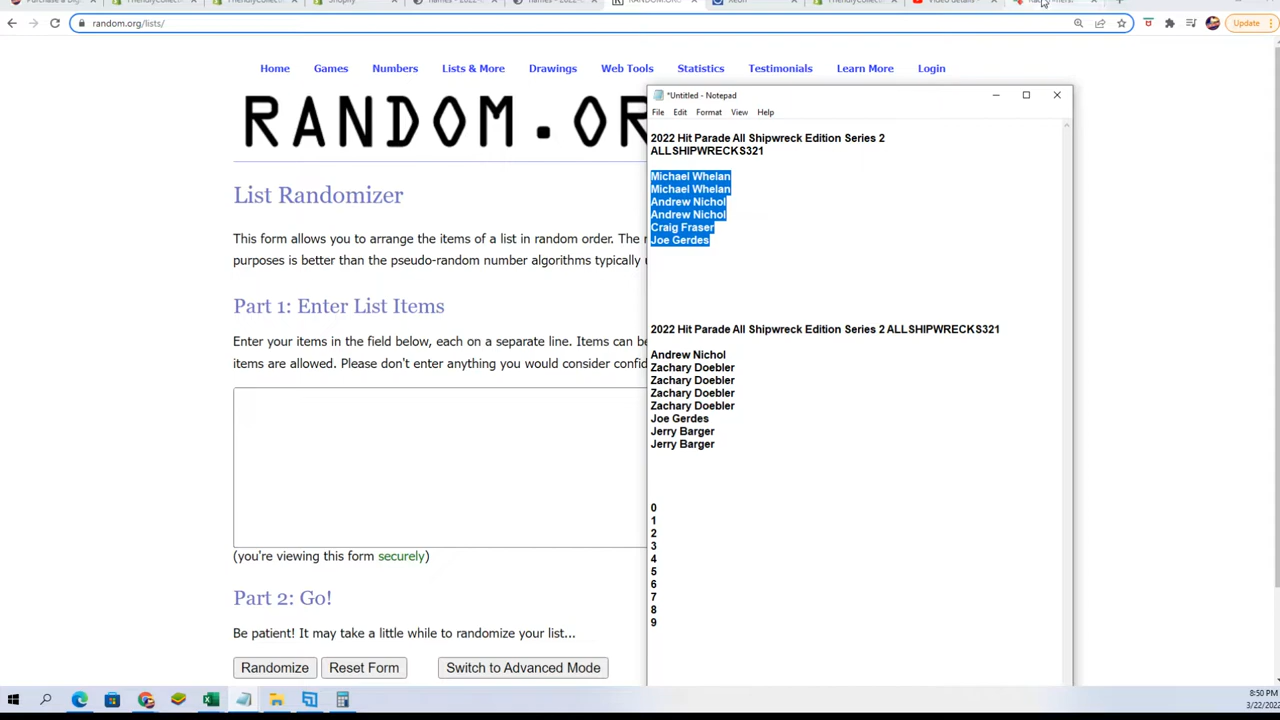 random.org/lists/
Update
Home Games Numbers Lists & More Drawings Web Tools Statistics Testimonials Learn More Login
RANDOM.OR
List Randomizer
This form allows you to arrange the items of a list in random order. The
purposes is better than the pseudo-random number algorithms typically
Part 1: Enter List Items
Enter your items in the field below, each on a separate line. Items can be
items are allowed. Please don't enter anything you would consider confid
(you're viewing this form securely)
Part 2: Go!
Be patient! It may take a little while to randomize your list...
Randomize Reset Form Switch to Advanced Mode
*Untitled - Notepad
File Edit Format View Help
2022 Hit Parade All Shipwreck Edition Series 2
ALLSHIPWRECKS321
Michael Whelan
Michael Whelan
Andrew Nichol
Andrew Nichol
Craig Fraser
Joe Gerdes
2022 Hit Parade All Shipwreck Edition Series 2 ALLSHIPWRECKS321
Andrew Nichol
Zachary Doebler
Zachary Doebler
Zachary Doebler
Zachary Doebler
Joe Gerdes
Jerry Barger
Jerry Barger
0
1
2
3
4
5
6
7
8
9
8:50 PM
3/22/202